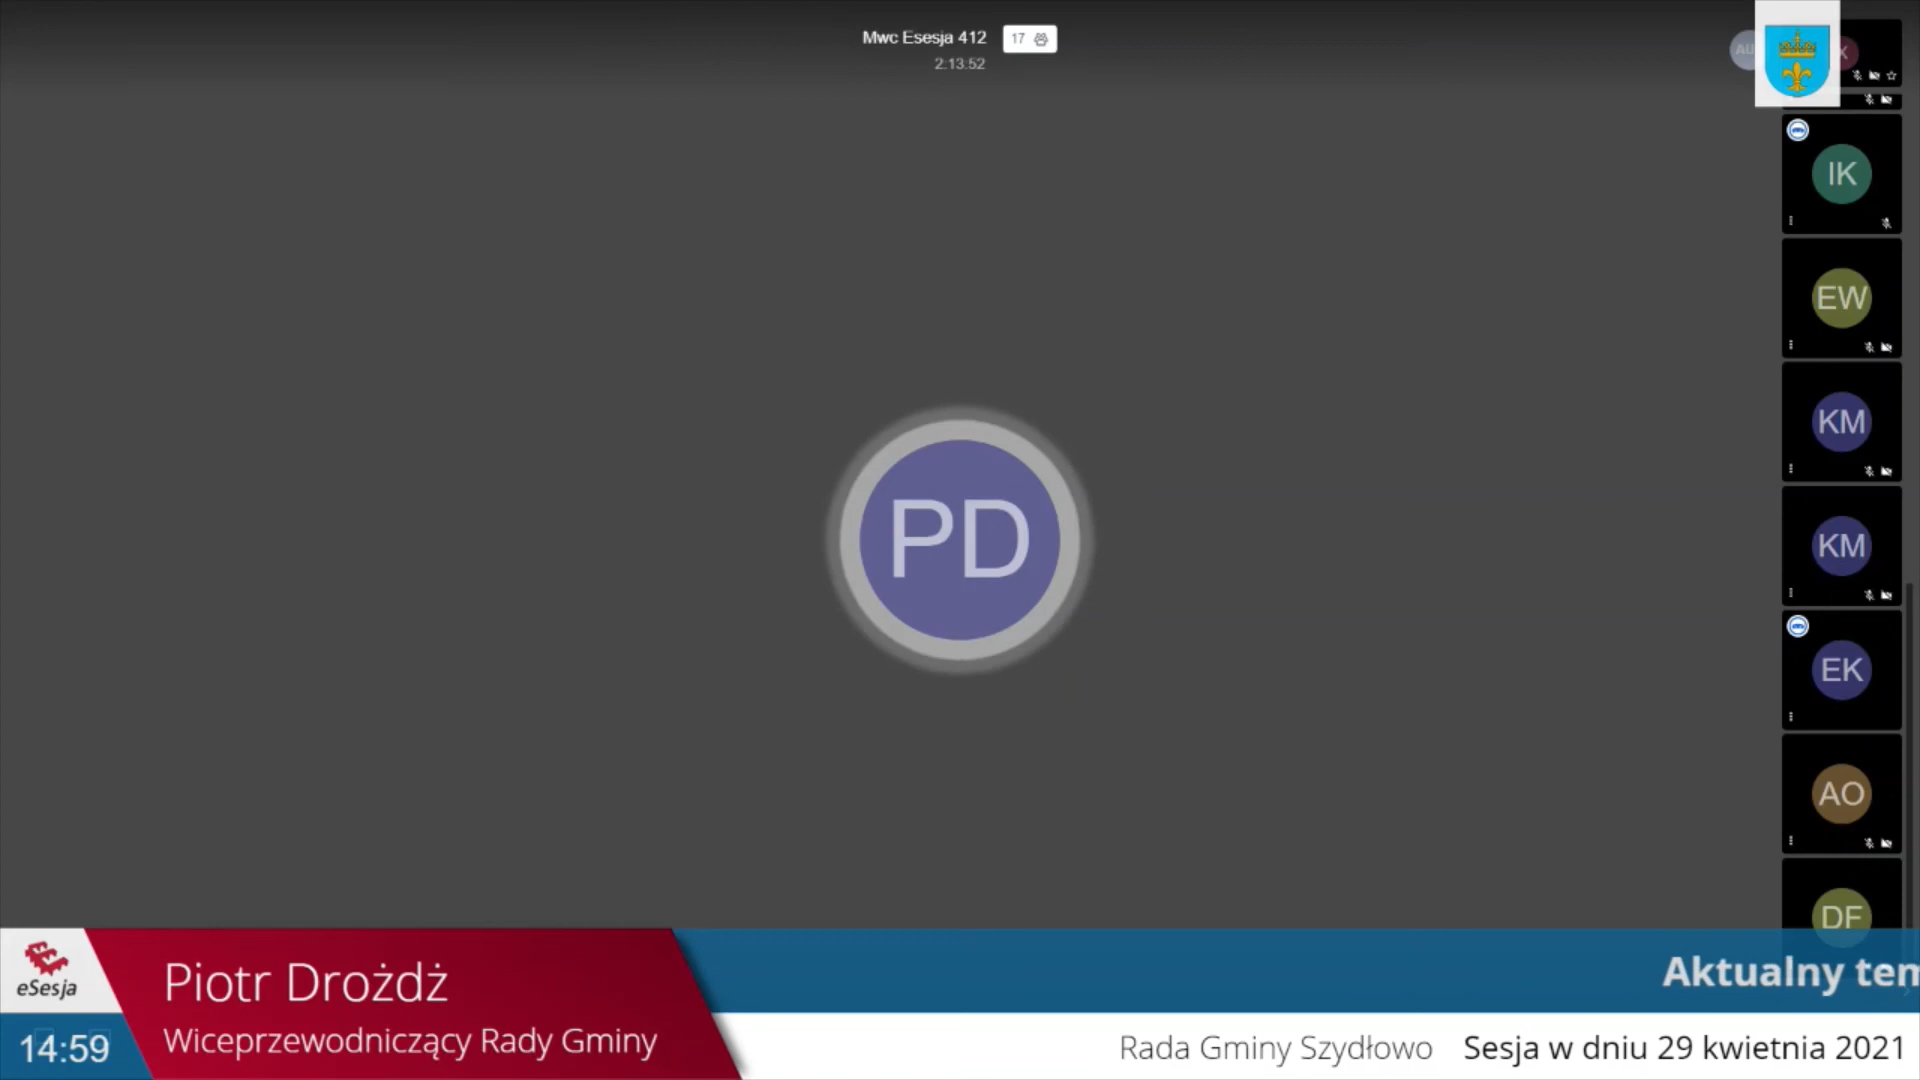 Mwc Esesja 412
17
2:13:52
AU
K
IK
EW
KM
KM
EK
AO
DF
PD
eSesja
Piotr Drożdż
Wiceprzewodniczący Rady Gminy
Aktualny tem
14:59
Rada Gminy Szydłowo Sesja w dniu 29 kwietnia 2021